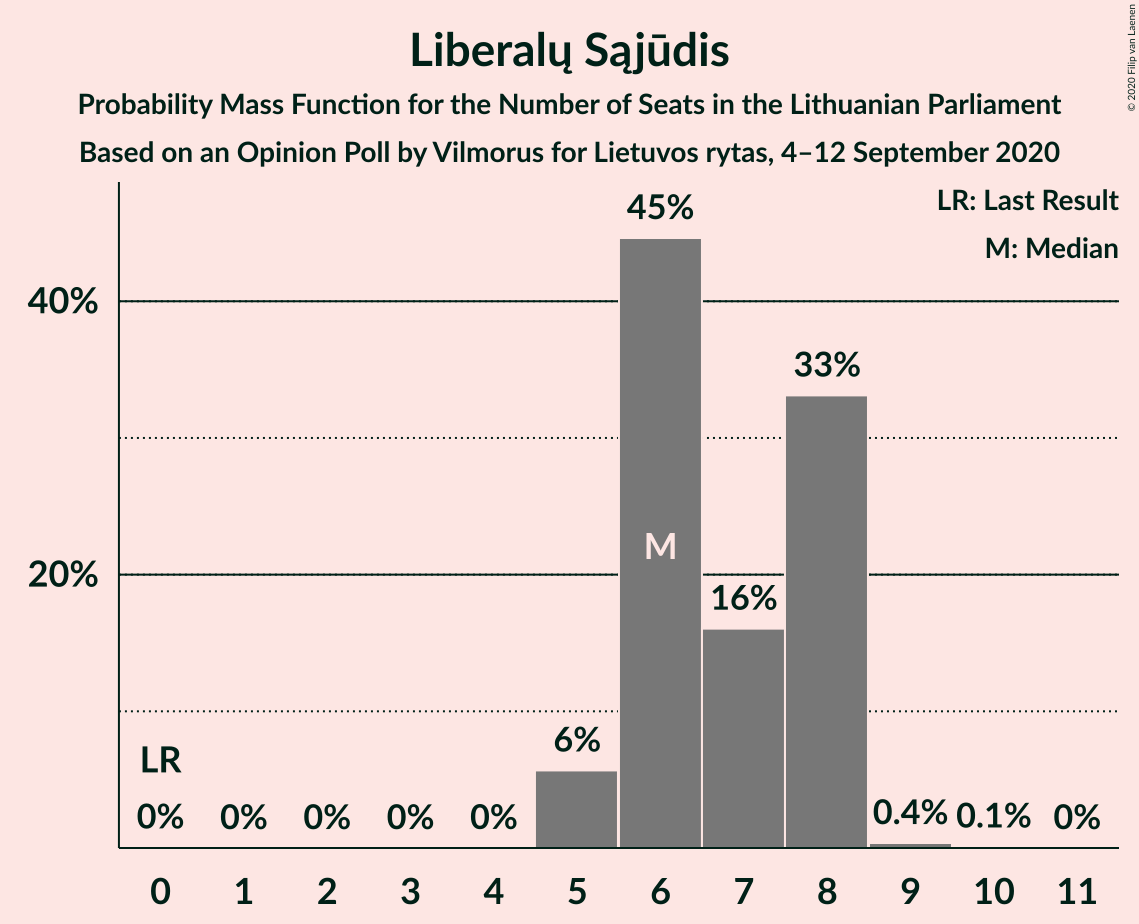 Liberalų Sąjūdis
Probability Mass Function for the Number of Seats in the Lithuanian Parliament
Based on an Opinion Poll by Vilmorus for Lietuvos rytas, 4–12 September 2020
© 2020 Filip van Laenen
LR: Last Result
M: Median
45%
40%
33%
M
20%
16%
6%
LR
0% 0% 0% 0% 0% 0.4% 0.1% 0%
0 1 2 3 4 5 6 7 8 9 10 11